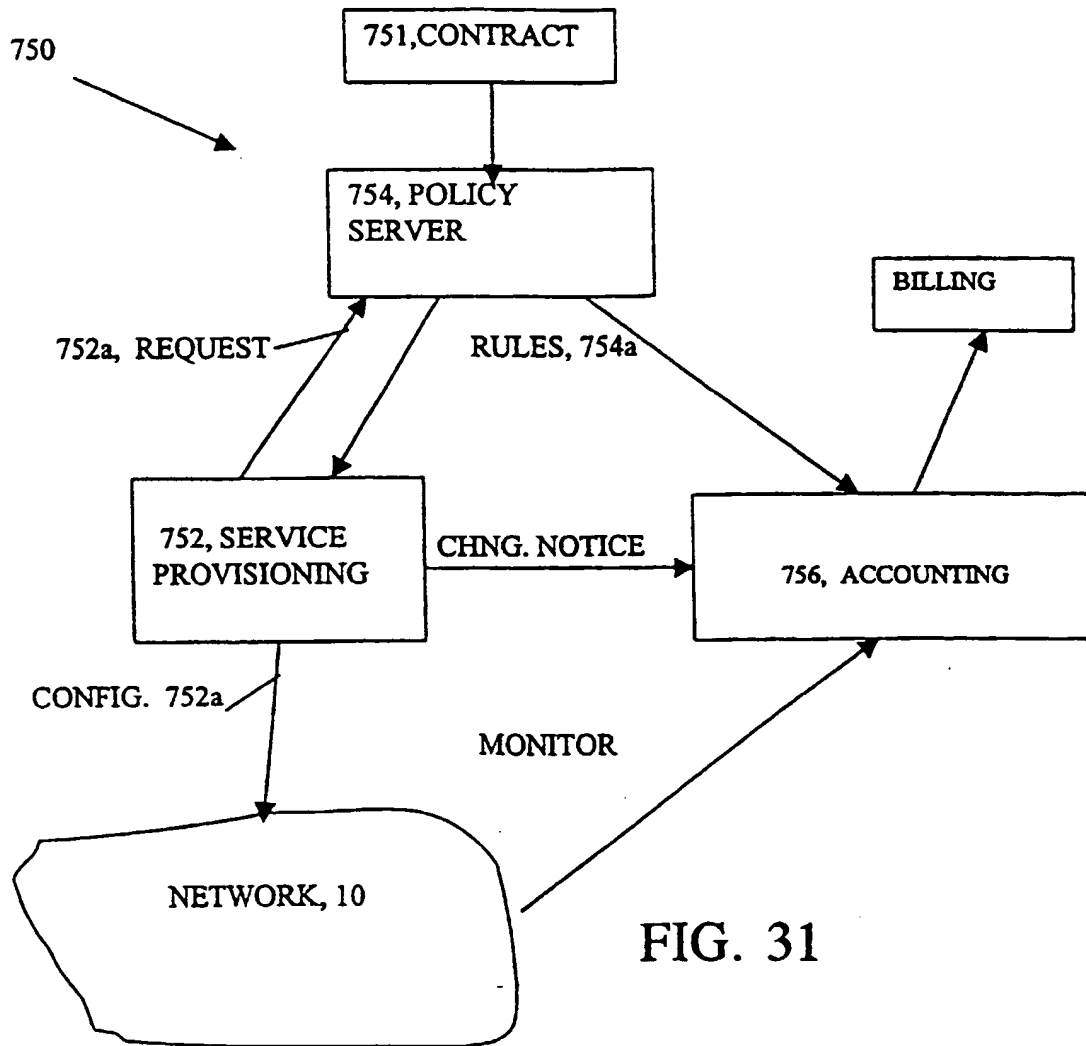 750
751,CONTRACT
754, POLICY
SERVER
BILLING
752a, REQUEST
RULES, 754a
752, SERVICE
PROVISIONING
CHNG. NOTICE
756, ACCOUNTING
CONFIG. 752a
MONITOR
NETWORK, 10
FIG. 31